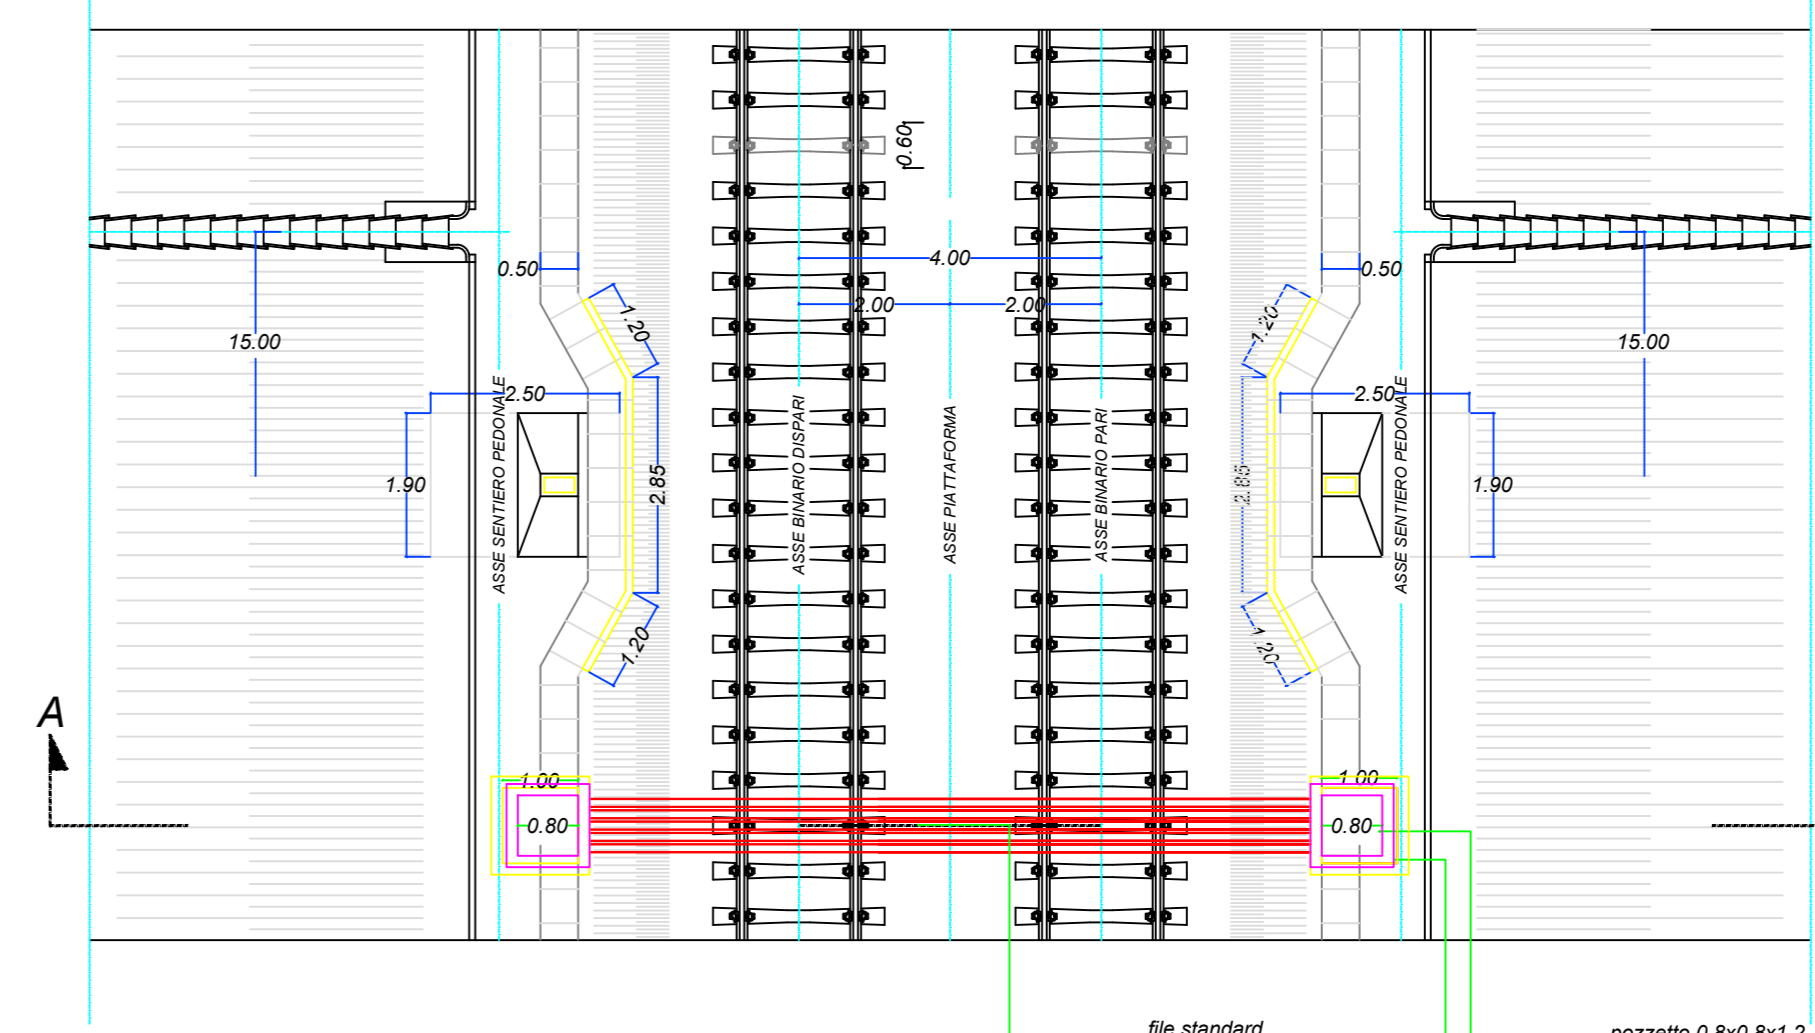 0.60
4.00
0.50
0.50
2.00
2.00
1.20
1.20
15.00
15.00
2.50
2.50
ASSE SENTIERO PEDONALE
ASSE BINARIO DISPARI
ASSE PIATTAFORMA
ASSE BINARIO PARI
ASSE SENTIERO PEDONALE
1.90
2.85
2.85
1.90
1.20
1.20
A
1.00
1.00
0.80
0.80
file standard
pozzetto 0.8x0.8x1.2